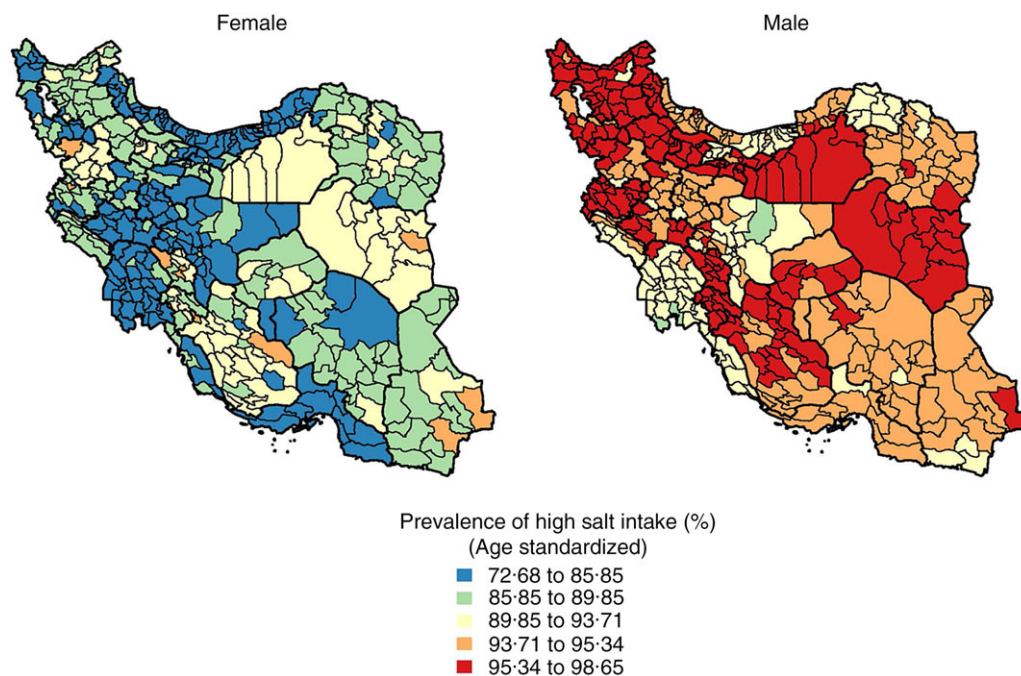 Female
Male
Prevalence of high salt intake (%)
(Age standardized)
72·68 to 85·85
85·85 to 89·85
89·85 to 93·71
93·71 to 95·34
95·34 to 98·65